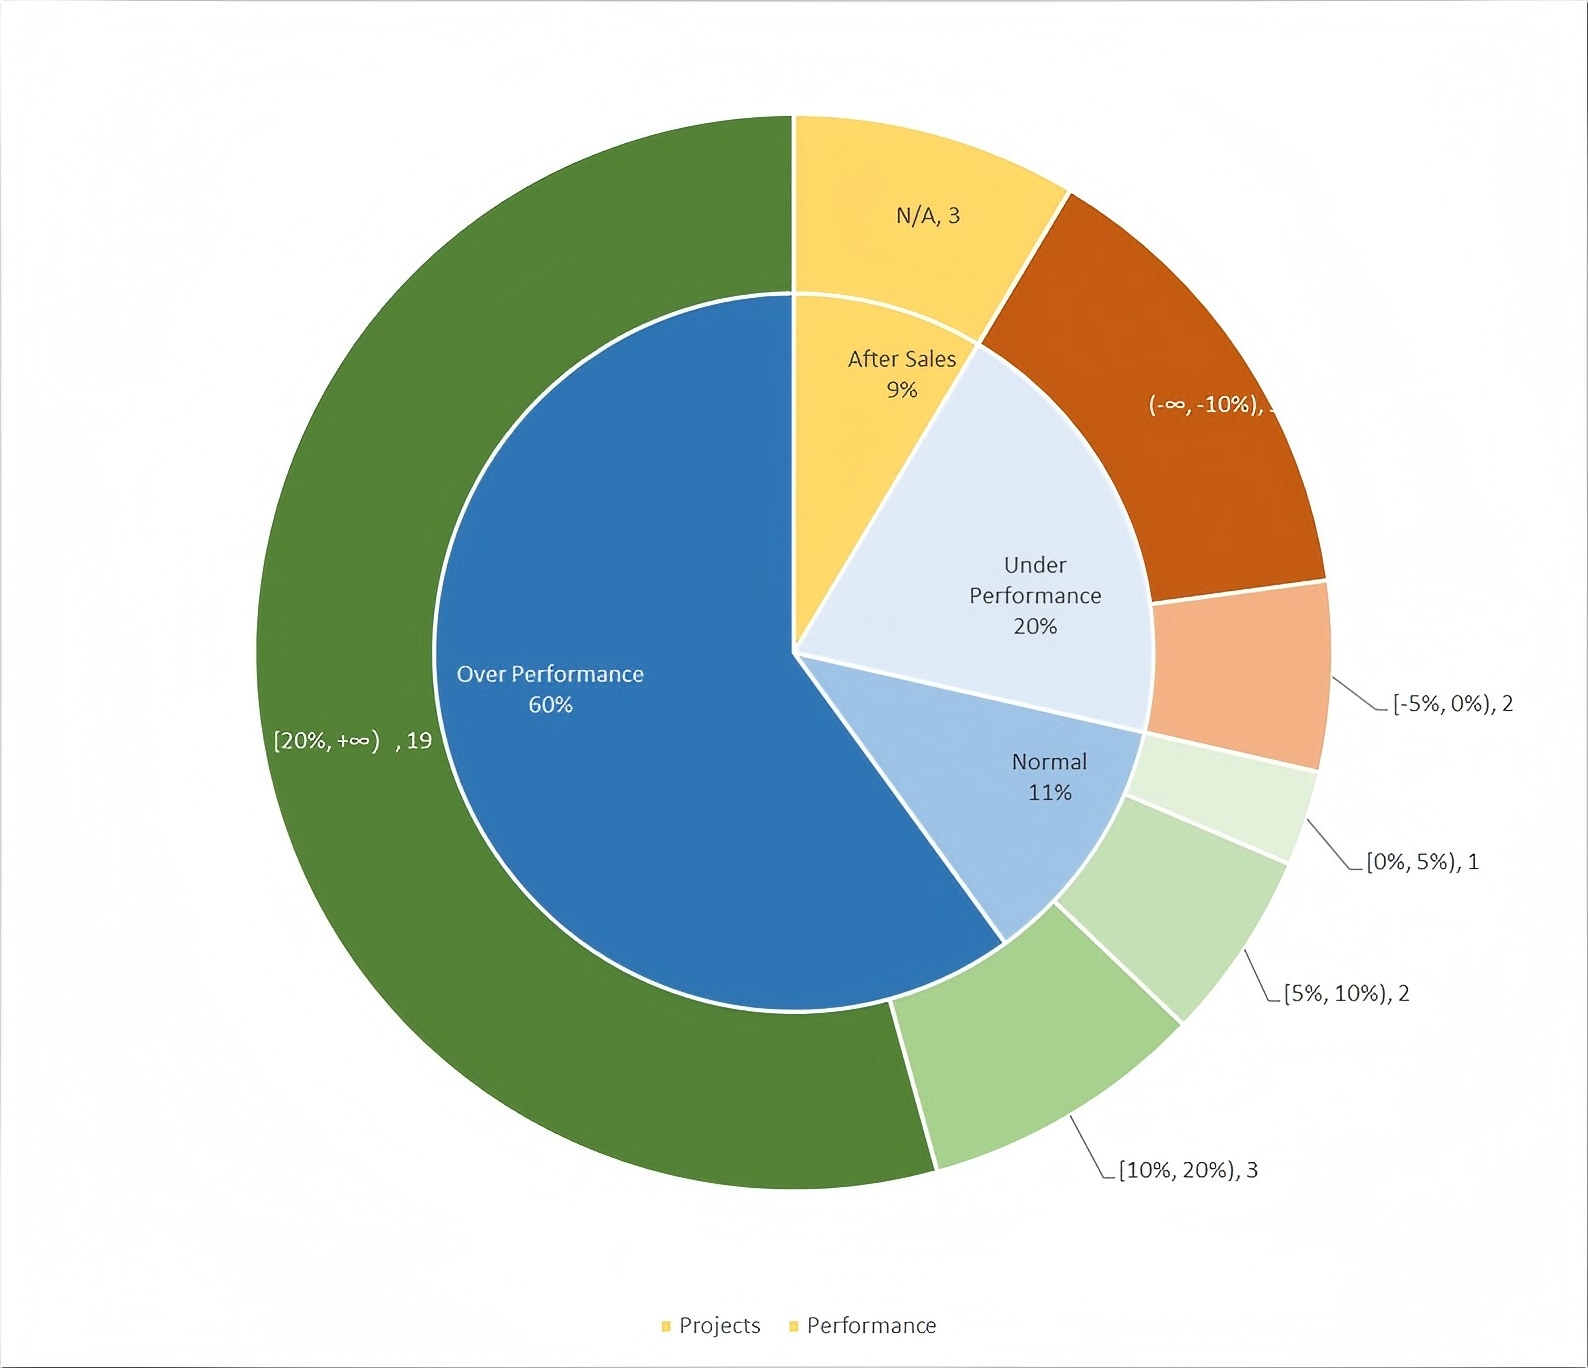 N/A, 3
After Sales
9%
(-∞, -10%),
Under
Performance
20%
[-5%, 0%), 2
Over Performance
60%
[20%, +∞) , 19
Normal
11%
[0%, 5%), 1
[5%, 10%), 2
[10%, 20%), 3
Projects
Performance